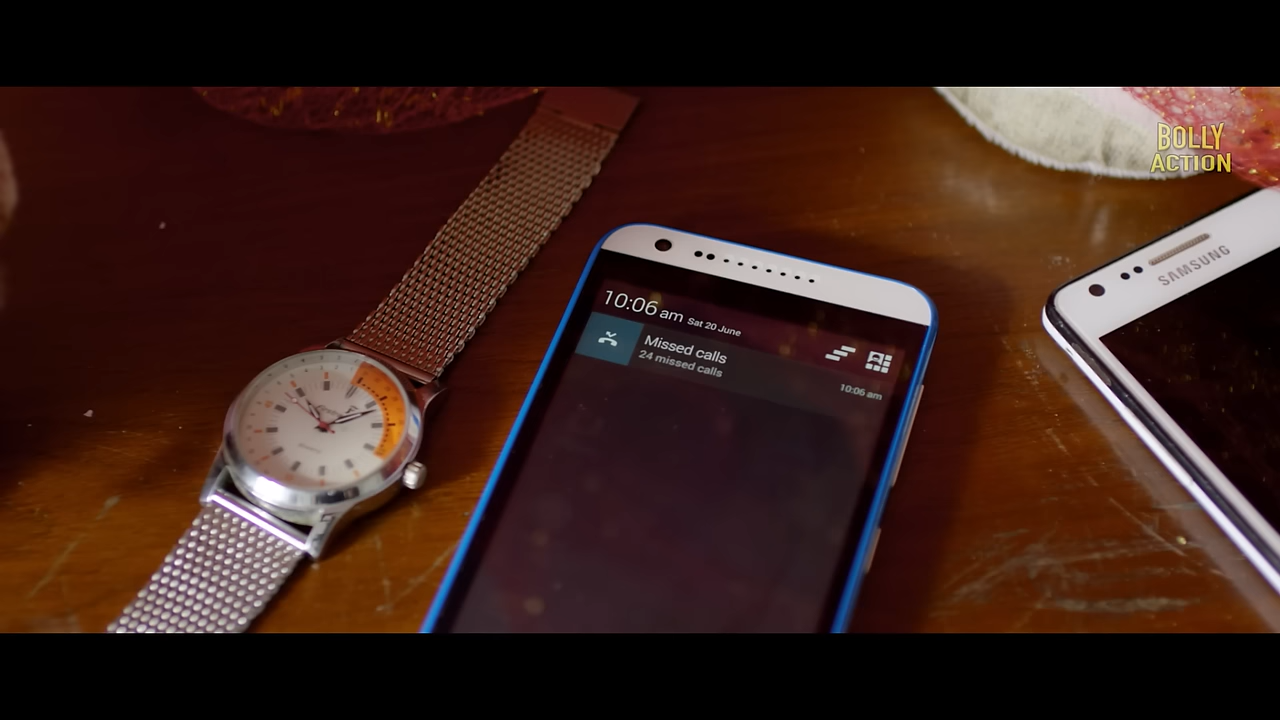 BOLLY
ACTION
SAMSUNG
10:06 am Sat 20 June
Missed calls
24 missed calls
10:06 am